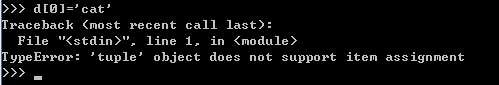 >>> d[0]='cat'
Traceback (most recent call last):
  File "<stdin>", line 1, in <module>
TypeError: 'tuple' object does not support item assignment
>>> _